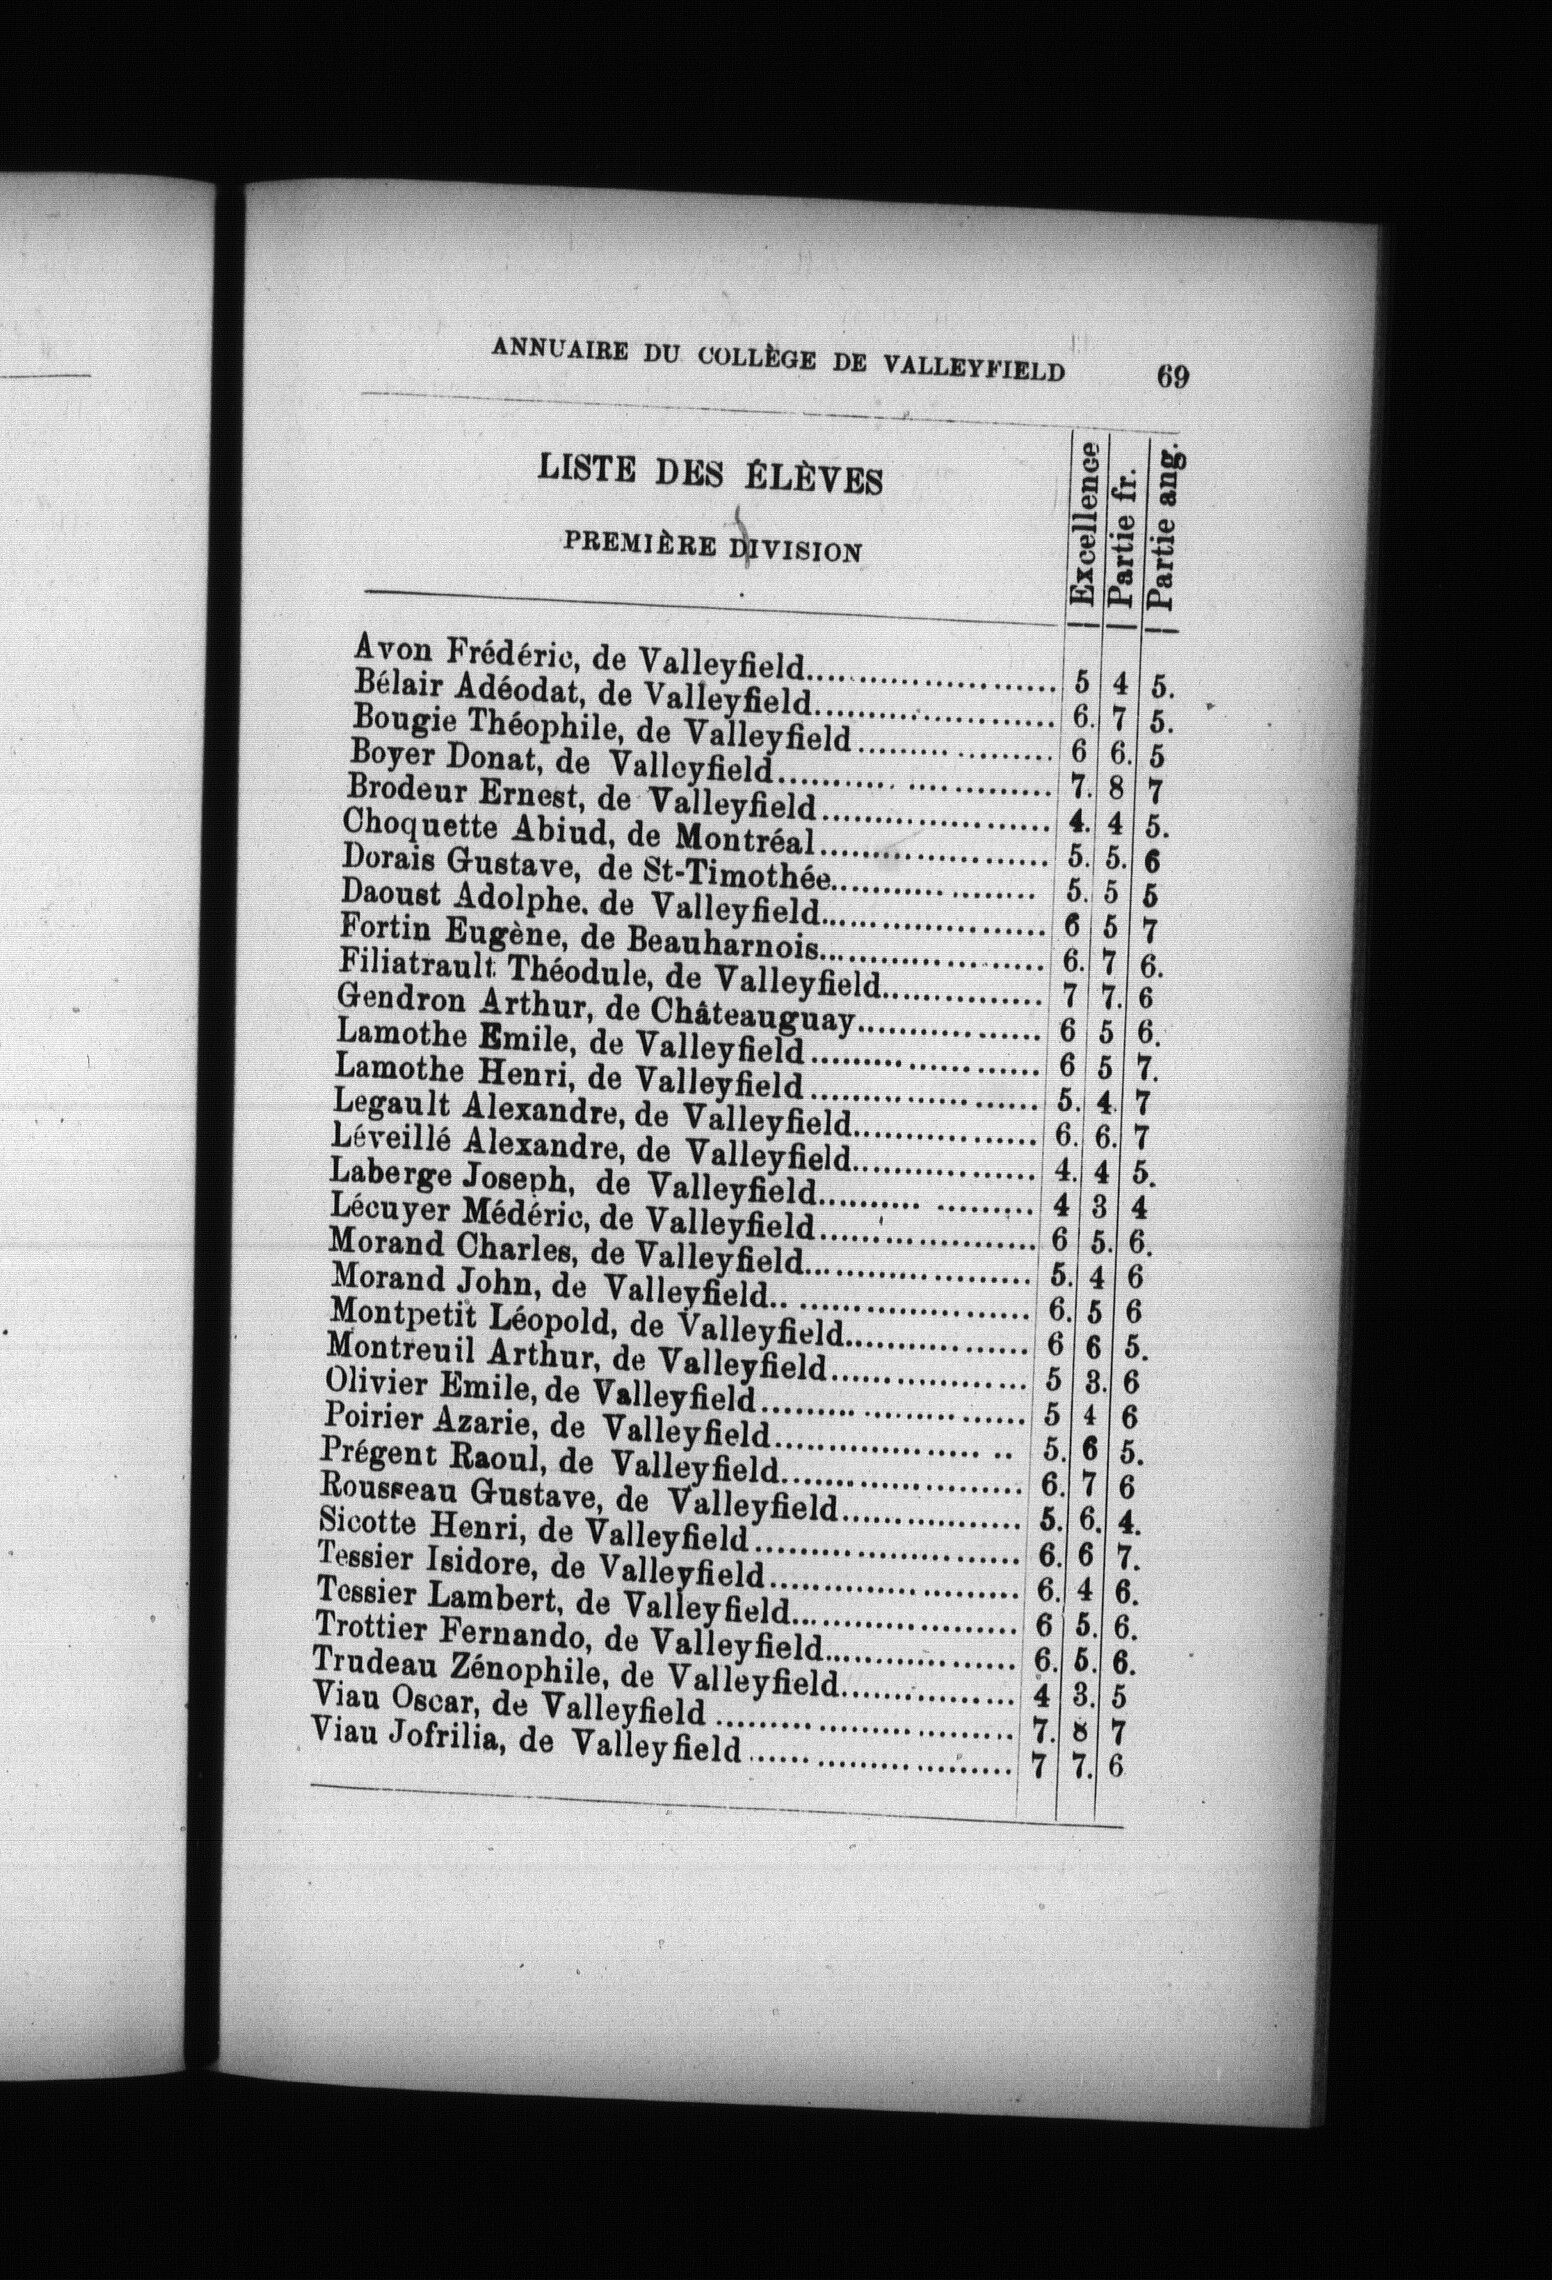 ANNUAIRE DU COLLÈGE DE VALLEYFIELD 69
LISTE DES ÉLÈVES
PREMIÈRE DIVISION
Excellence
Partie fr.
Partie ang.
Avon Frédéric, de Valleyfield........................ 5 4 5.
Bélair Adéodat, de Valleyfield........................ 6. 7 5.
Bougie Théophile, de Valleyfield.................. 6 6. 5
Boyer Donat, de Valleyfield........................ 7. 8 7
Brodeur Ernest, de Valleyfield..................... 4. 4 5.
Choquette Abiud, de Montréal..................... 5. 5. 6
Dorais Gustave, de St-Timothée.................. 5. 5 5
Daoust Adolphe. de Valleyfield..................... 6 5 7
Fortin Eugène, de Beauharnois..................... 6. 7 6.
Filiatrault Théodule, de Valleyfield............... 7 7. 6
Gendron Arthur, de Châteauguay.................. 6 5 6.
Lamothe Emile, de Valleyfield..................... 6 5 7.
Lamothe Henri, de Valleyfield..................... 5. 4. 7
Legault Alexandre, de Valleyfield.................. 6. 6. 7
Léveillé Alexandre, de Valleyfield.................. 4. 4 5.
Laberge Joseph, de Valleyfield..................... 4 3 4
Lécuyer Médéric, de Valleyfield..................... 6 5. 6.
Morand Charles, de Valleyfield..................... 5. 4 6
Morand John, de Valleyfield........................ 6. 5 6
Montpetit Léopold, de Valleyfield.................. 6 6 5.
Montreuil Arthur, de Valleyfield.................. 5 3. 6
Olivier Emile, de Valleyfield........................ 5 4 6
Poirier Azarie, de Valleyfield..................... 5. 6 5.
Prégent Raoul, de Valleyfield........................ 6. 7 6
Rousseau Gustave, de Valleyfield.................. 5. 6. 4.
Sicotte Henri, de Valleyfield........................ 6. 6 7.
Tessier Isidore, de Valleyfield..................... 6. 4 6.
Tessier Lambert, de Valleyfield..................... 6 5. 6.
Trottier Fernando, de Valleyfield.................. 6. 5. 6.
Trudeau Zénophile, de Valleyfield.................. 4 3. 5
Viau Oscar, de Valleyfield........................... 7. 8 7
Viau Jofrilia, de Valleyfield........................ 7 7. 6